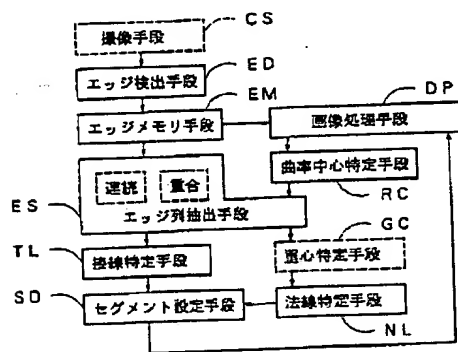 撮像手段
CS
エッジ検出手段
ED
エッジメモリ手段
EM
画像処理手段
DP
曲率中心特定手段
RC
連続
重合
エッジ列抽出手段
ES
重心特定手段
GC
接線特定手段
TL
法線特定手段
NL
セグメント設定手段
SD